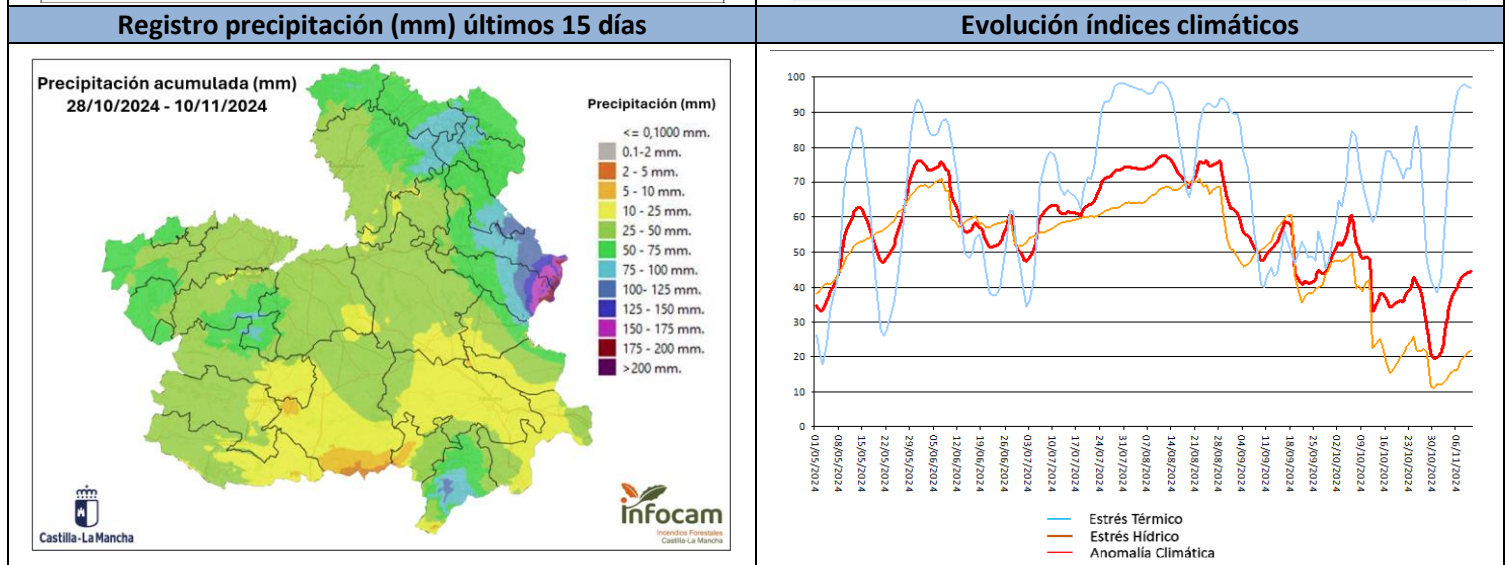 Registro precipitación (mm) últimos 15 días
Precipitación acumulada (mm)
28/10/2024 - 10/11/2024
Precipitación (mm)
<= 0,1000 mm.
0.1-2 mm.
2 - 5 mm.
5 - 10 mm.
10 - 25 mm.
25 - 50 mm.
50 - 75 mm.
75 - 100 mm.
100- 125 mm.
125 - 150 mm.
150 - 175 mm.
175 - 200 mm.
>200 mm.
Castilla-La Mancha
infocam
Incendios Forestales
Castilla-La Mancha
Evolución índices climáticos
100
90
80
70
60
50
40
30
20
10
0
01/05/2024
08/05/2024
15/05/2024
22/05/2024
29/05/2024
05/06/2024
12/06/2024
19/06/2024
26/06/2024
03/07/2024
10/07/2024
17/07/2024
24/07/2024
31/07/2024
07/08/2024
14/08/2024
21/08/2024
28/08/2024
04/09/2024
11/09/2024
18/09/2024
25/09/2024
02/10/2024
09/10/2024
16/10/2024
23/10/2024
30/10/2024
06/11/2024
Estrés Térmico
Estrés Hídrico
Anomalía Climática